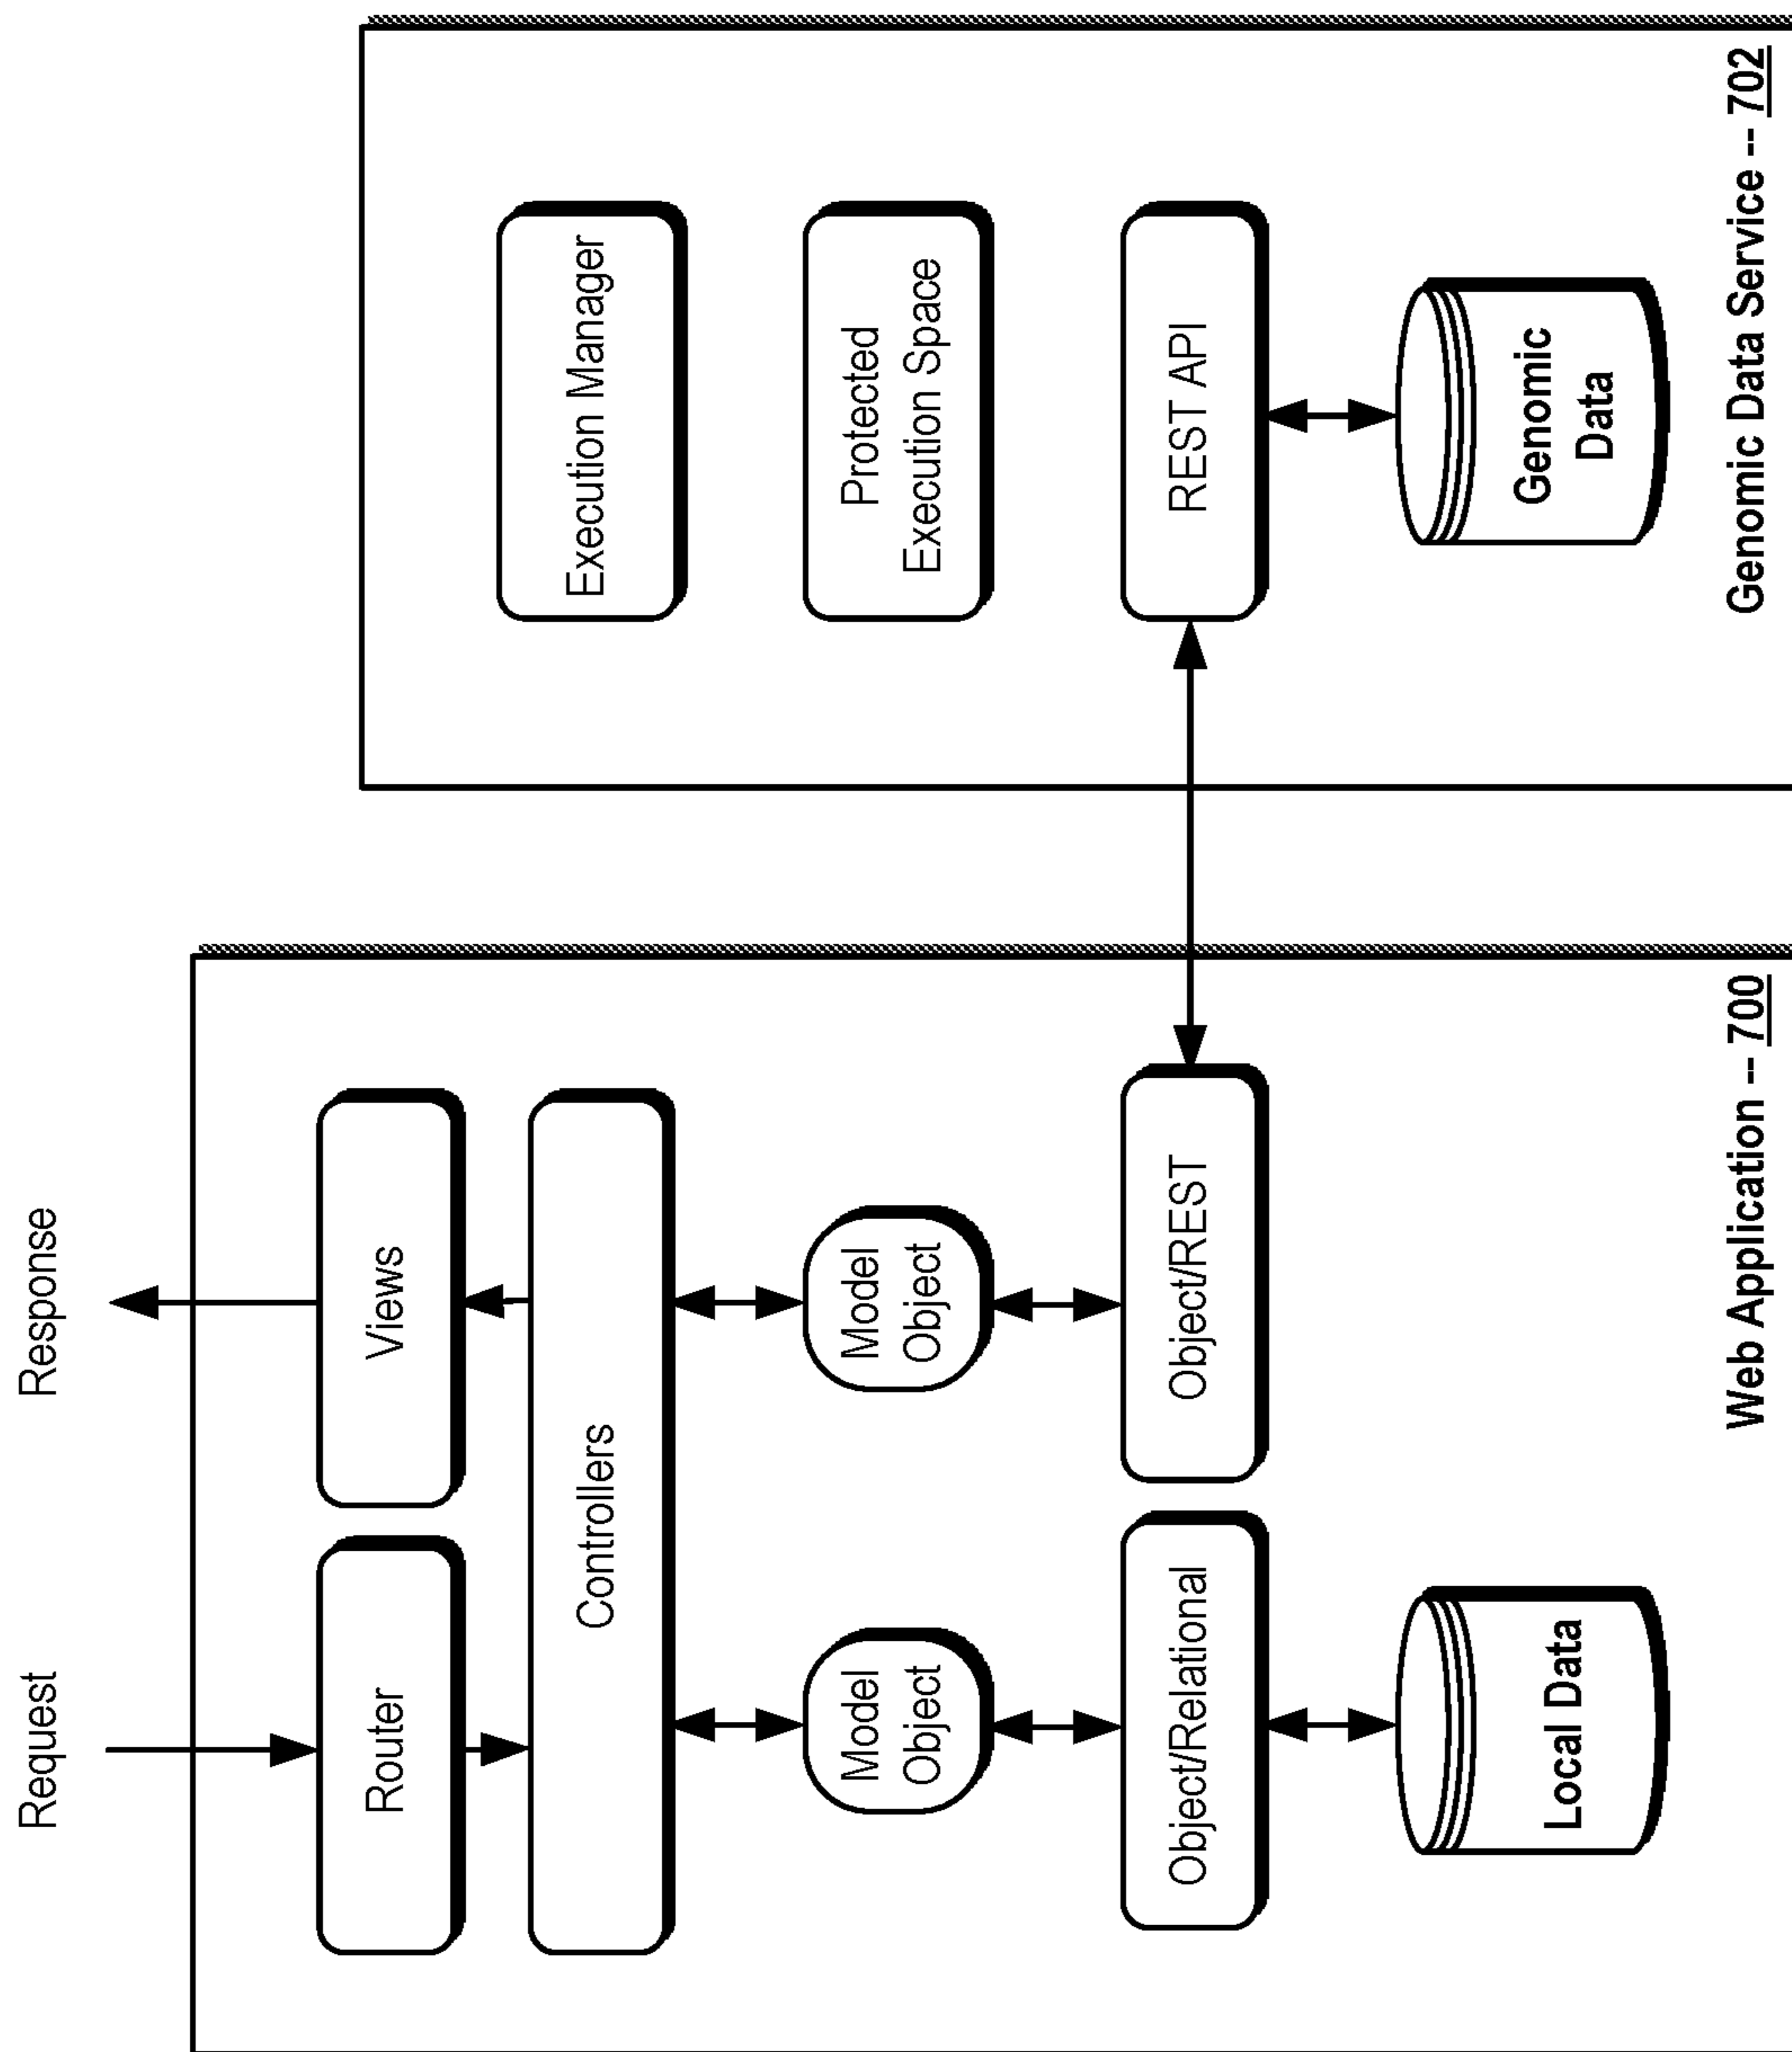 Request
Response
Router
Views
Controllers
Model
Object
Model
Object
Object/Relational
Object/REST
Local Data
Web Application -- 700
Execution Manager
Protected
Execution Space
REST API
Genomic
Data
Genomic Data Service -- 702